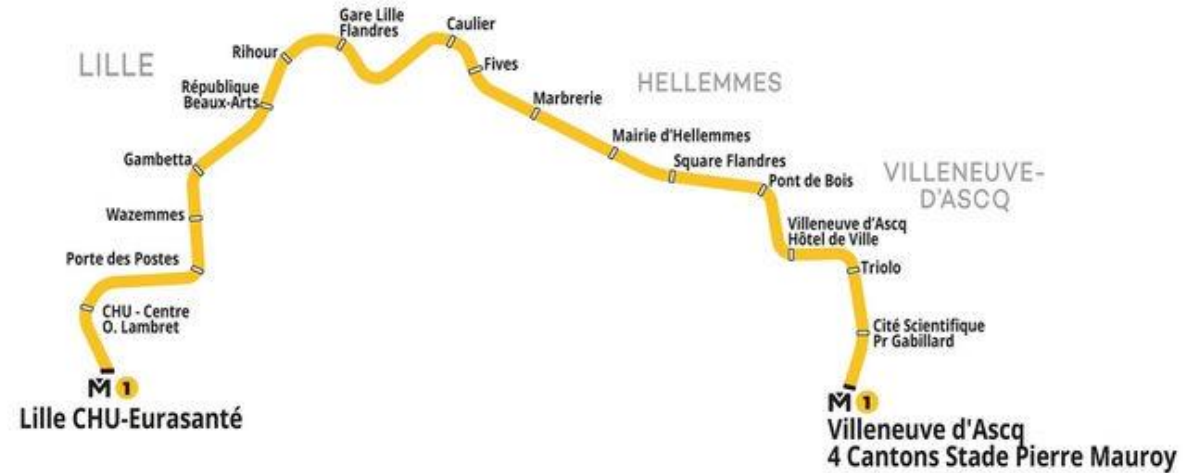 Gare Lille
Flandres
Caulier
Rihour
LILLE
Fives
HELLEMMES
République
Beaux-Arts
Marbrerie
Mairie d'Hellemmes
Gambetta
Square Flandres
VILLENEUVE-
D'ASCQ
Pont de Bois
Wazemmes
Villeneuve d'Ascq
Hôtel de Ville
Porte des Postes
Triolo
CHU - Centre
O. Lambret
Cité Scientifique
Pr Gabillard
M 1
Lille CHU-Eurasanté
M 1
Villeneuve d'Ascq
4 Cantons Stade Pierre Mauroy